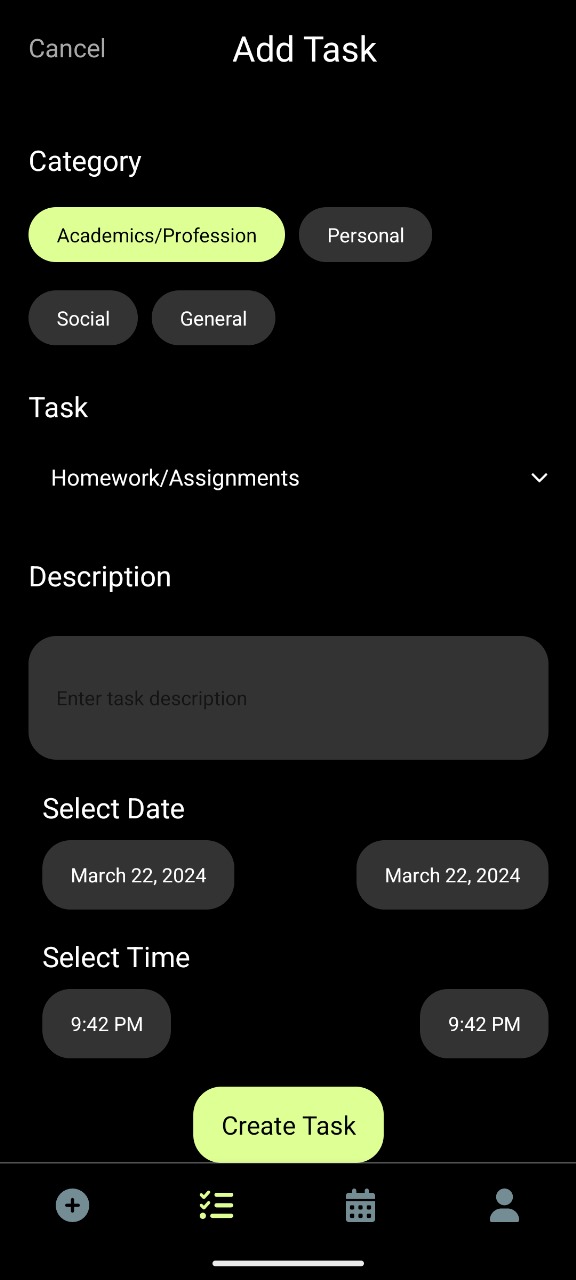 Cancel Add Task
Category
Academics/Profession Personal
Social General
Task
Homework/Assignments
Description
Enter task description
Select Date
March 22, 2024 March 22, 2024
Select Time
9:42 PM 9:42 PM
Create Task